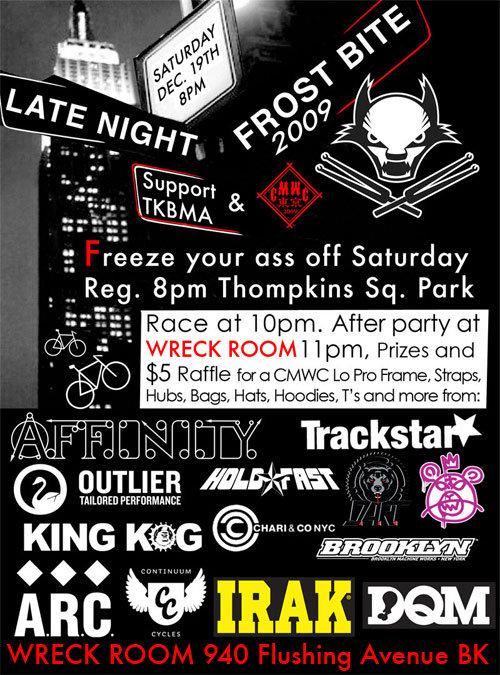 SATURDAY
DEC. 19TH
8PM
LATE NIGHT
FROST BITE
2009
Support
TKBMA
&
CMWC
東京
2009
Freeze your ass off Saturday
Reg. 8pm Thompkins Sq. Park
Race at 10pm. After party at
WRECK ROOM 11pm, Prizes and
$5 Raffle for a CMWC Lo Pro Frame, Straps,
Hubs, Bags, Hats, Hoodies, T's and more from:
AFFINITY
Trackstar
OUTLIER
TAILORED PERFORMANCE
HOLD FAST
KING KOG
CHARI & CO NYC
BROOKLYN
BROOKLYN MACHINE WORKS • NEW YORK
A.R.C.
CONTINUUM
CC
CYCLES
IRAK
DQM
WRECK ROOM 940 Flushing Avenue BK